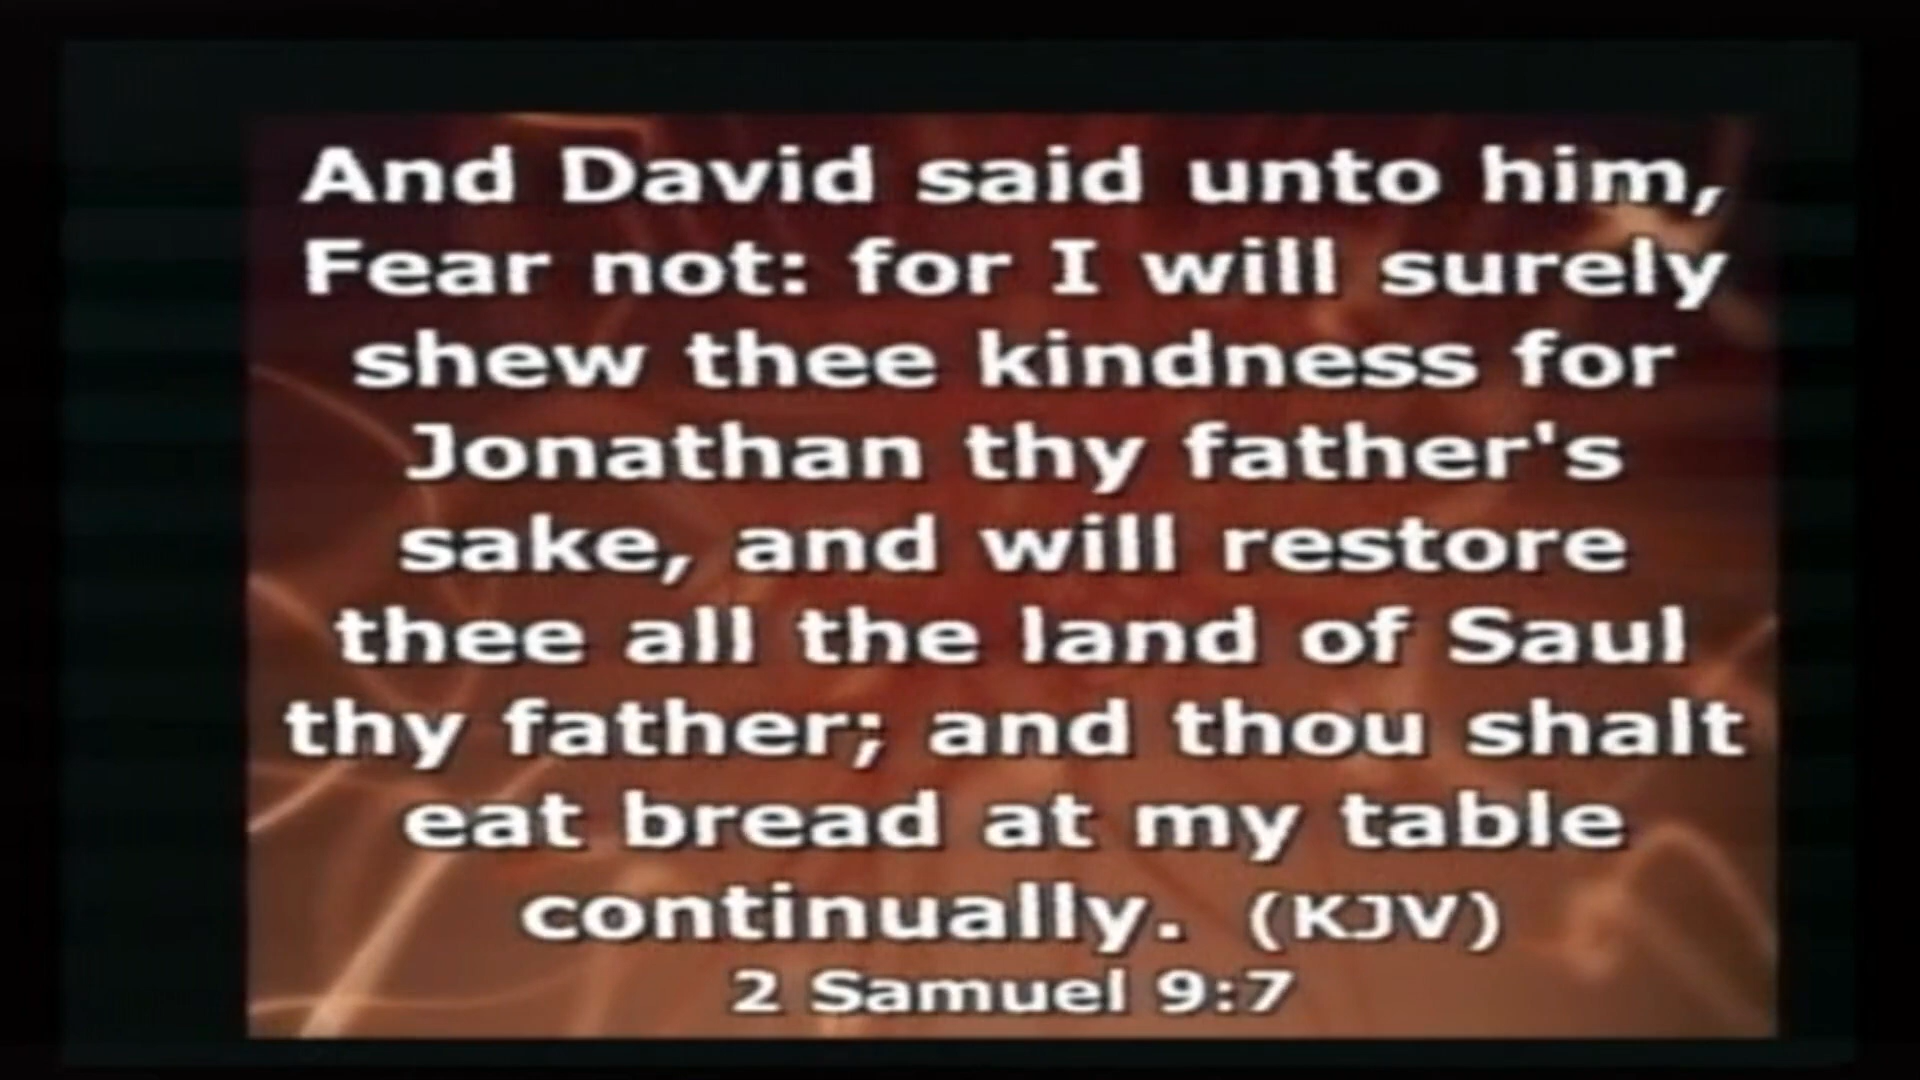 And David said unto him,
Fear not: for I will surely
shew thee kindness for
Jonathan thy father's
sake, and will restore
thee all the land of Saul
thy father; and thou shalt
eat bread at my table
continually. (KJV)
2 Samuel 9:7